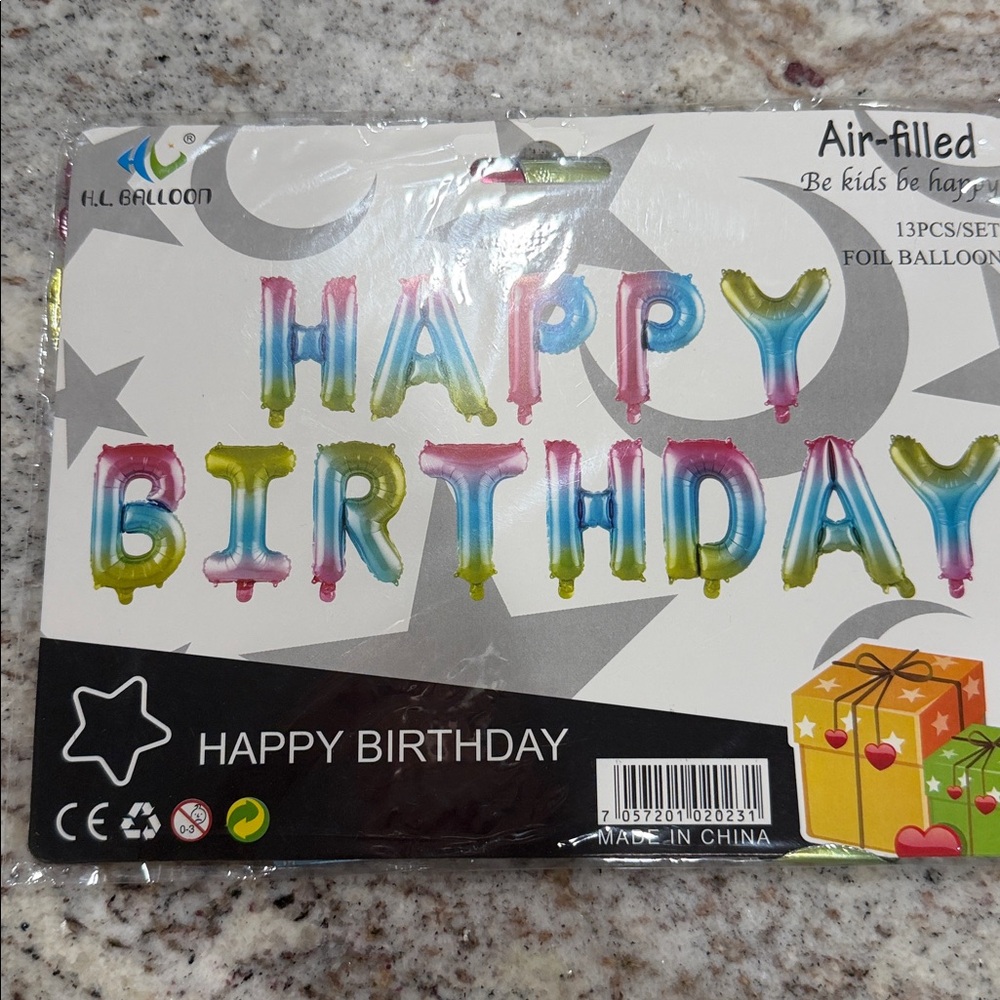 H.L. BALLOON
®
Air-filled
Be kids be happy
13PCS/SET
FOIL BALLOON
HAPPY
BIRTHDAY
HAPPY BIRTHDAY
CE
0-3
7 057201 020231
MADE IN CHINA